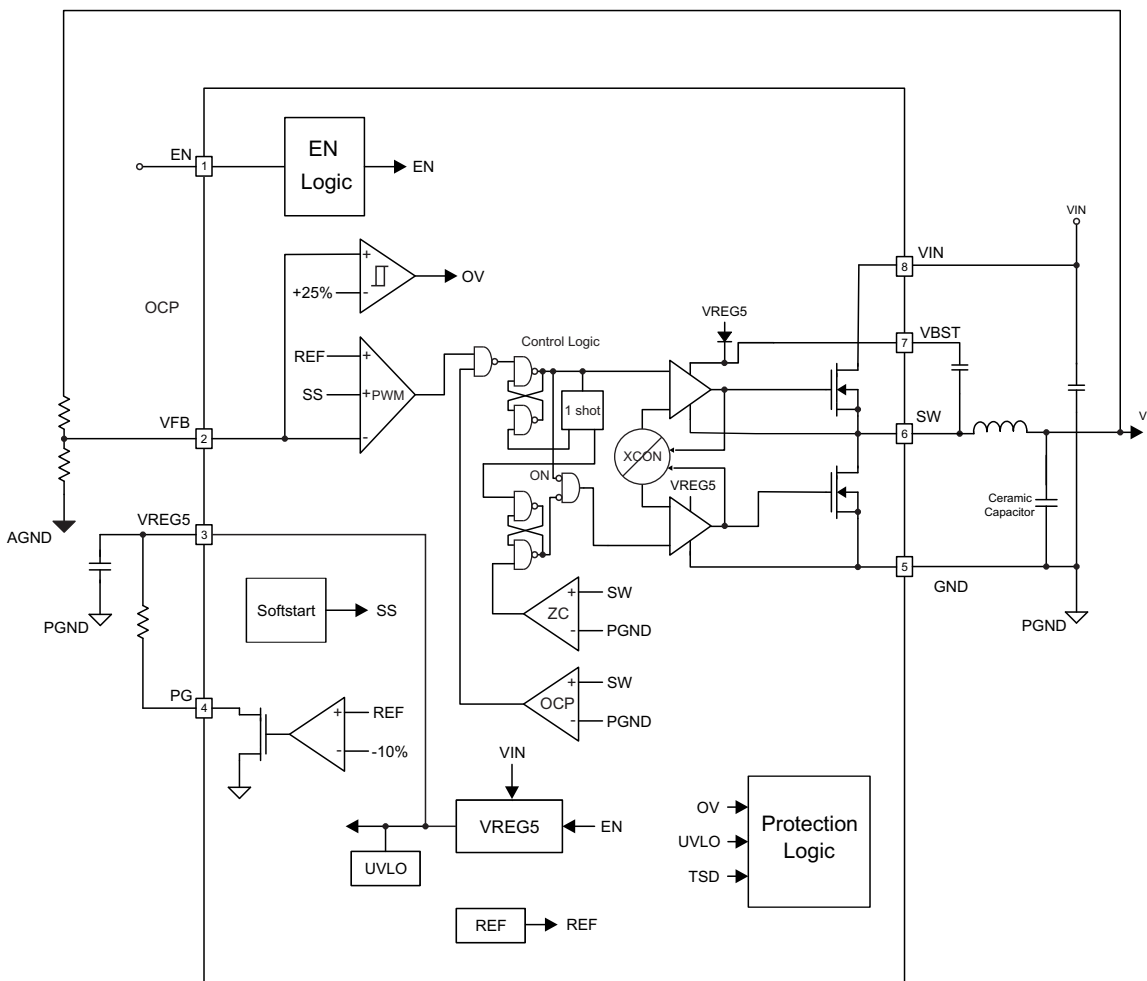 EN
1
EN
Logic
EN
+
OV
+25%
-
OCP
VIN
VIN
8
VREG5
VBST
7
Control Logic
REF
+
SS
+
PWM
1 shot
VFB
2
-
SW
6
V
XCON
ON
VREG5
Ceramic
Capacitor
AGND
VREG5
3
5
GND
PGND
Softstart
SS
+
SW
ZC
-
PGND
PGND
PG
4
+
REF
-
-10%
+
SW
OCP
-
PGND
VIN
VREG5
EN
UVLO
OV
UVLO
TSD
Protection
Logic
REF
REF